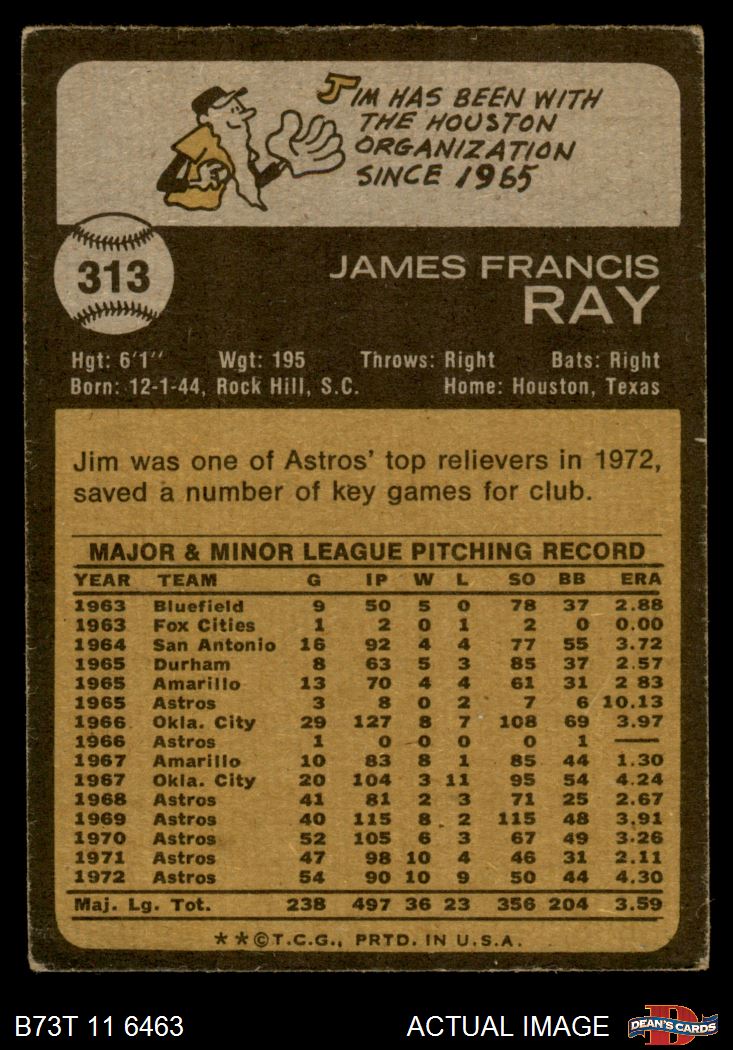 JIM HAS BEEN WITH
THE HOUSTON
ORGANIZATION
SINCE 1965
313
JAMES FRANCIS
RAY
Hgt: 6'1" Wgt: 195 Throws: Right Bats: Right
Born: 12-1-44, Rock Hill, S.C. Home: Houston, Texas
Jim was one of Astros' top relievers in 1972,
saved a number of key games for club.
MAJOR & MINOR LEAGUE PITCHING RECORD
YEAR TEAM G IP W L SO BB ERA
1963 Bluefield 9 50 5 0 78 37 2.88
1963 Fox Cities 1 2 0 1 2 0 0.00
1964 San Antonio 16 92 4 4 77 55 3.72
1965 Durham 8 63 5 3 85 37 2.57
1965 Amarillo 13 70 4 4 61 31 2 83
1965 Astros 3 8 0 2 7 6 10.13
1966 Okla. City 29 127 8 7 108 69 3.97
1966 Astros 1 0 0 0 0 1 —
1967 Amarillo 10 83 8 1 85 44 1.30
1967 Okla. City 20 104 3 11 95 54 4.24
1968 Astros 41 81 2 3 71 25 2.67
1969 Astros 40 115 8 2 115 48 3.91
1970 Astros 52 105 6 3 67 49 3.26
1971 Astros 47 98 10 4 46 31 2.11
1972 Astros 54 90 10 9 50 44 4.30
Maj. Lg. Tot. 238 497 36 23 356 204 3.59
**©T.C.G., PRTD. IN U.S.A.
B73T 11 6463 ACTUAL IMAGE DEAN'S CARDS